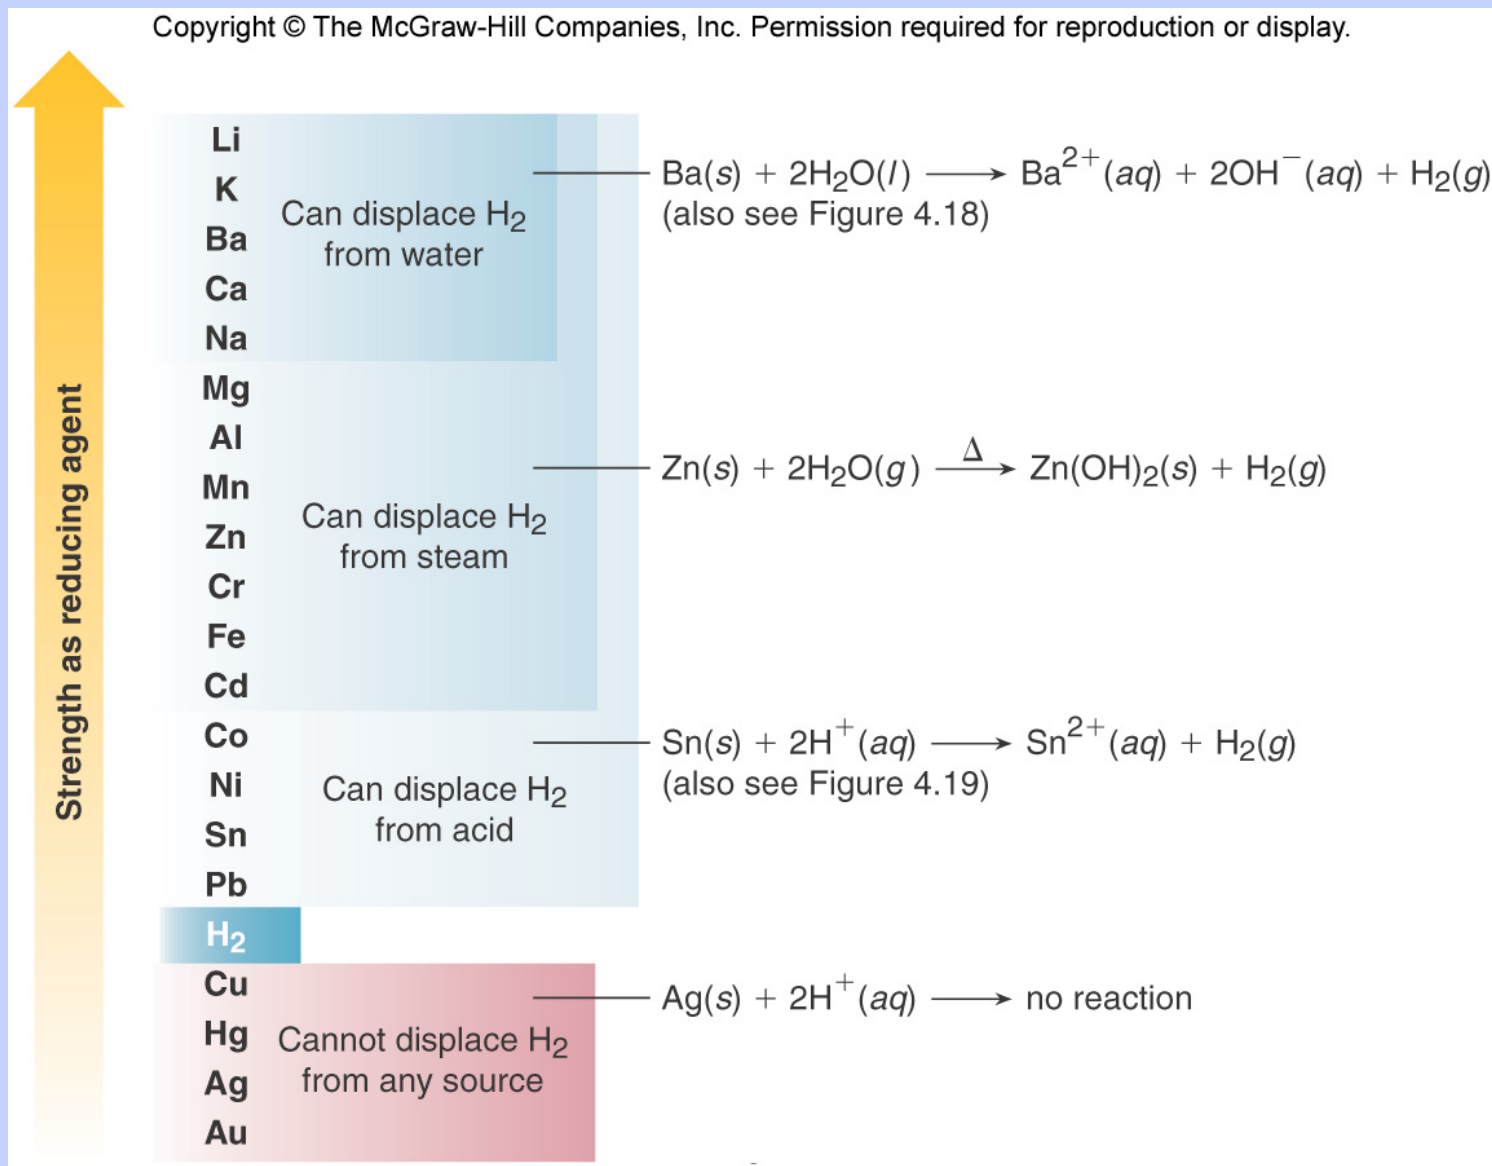 Copyright © The McGraw-Hill Companies, Inc. Permission required for reproduction or display.
Strength as reducing agent
Li
K
Ba
Ca
Na
Can displace H₂
from water
Ba(s) + 2H₂O(l) ⟶ Ba²⁺(aq) + 2OH⁻(aq) + H₂(g)
(also see Figure 4.18)
Mg
Al
Mn
Zn
Cr
Fe
Cd
Can displace H₂
from steam
Zn(s) + 2H₂O(g) —Δ→ Zn(OH)₂(s) + H₂(g)
Co
Ni
Sn
Pb
Can displace H₂
from acid
Sn(s) + 2H⁺(aq) ⟶ Sn²⁺(aq) + H₂(g)
(also see Figure 4.19)
H₂
Cu
Hg
Ag
Au
Cannot displace H₂
from any source
Ag(s) + 2H⁺(aq) ⟶ no reaction